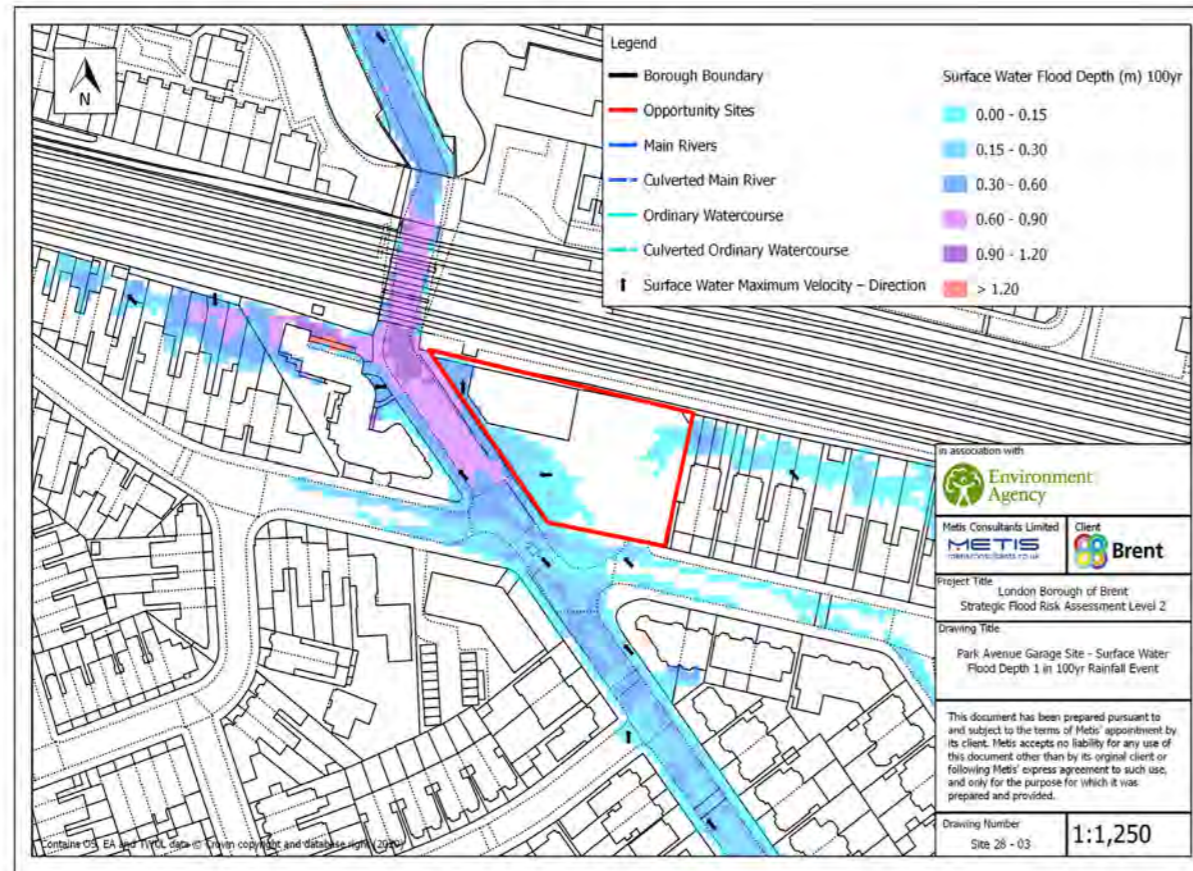 N
Legend
Borough Boundary
Opportunity Sites
Main Rivers
Culverted Main River
Ordinary Watercourse
Culverted Ordinary Watercourse
Surface Water Maximum Velocity – Direction
Surface Water Flood Depth (m) 100yr
0.00 - 0.15
0.15 - 0.30
0.30 - 0.60
0.60 - 0.90
0.90 - 1.20
> 1.20
in association with
Environment
Agency
Metis Consultants Limited
METIS
Client
Brent
Project Title
London Borough of Brent
Strategic Flood Risk Assessment Level 2
Drawing Title
Park Avenue Garage Site - Surface Water
Flood Depth 1 in 100yr Rainfall Event
This document has been prepared pursuant to
and subject to the terms of Metis' appointment by
its client. Metis accepts no liability for any use of
this document other than by its orginal client or
following Metis' express agreement to such use,
and only for the purpose for which it was
prepared and provided.
Drawing Number
Site 28 - 03
1:1,250
Contains OS, EA and data © Crown copyright and database right